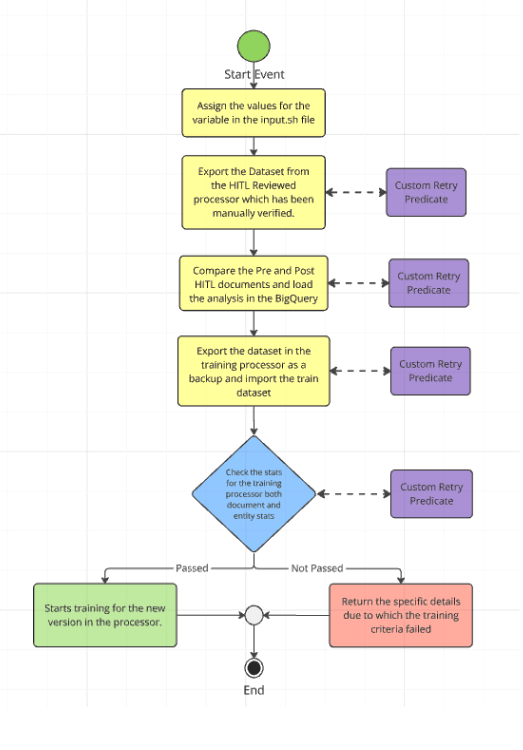 Start Event
Assign the values for the
variable in the input.sh file
Export the Dataset from
the HITL Reviewed
processor which has been
manually verified.
Custom Retry
Predicate
Compare the Pre and Post
HITL documents and load
the analysis in the BigQuery
Custom Retry
Predicate
Export the dataset in the
training processor as a
backup and import the train
dataset
Custom Retry
Predicate
Check the stats
for the training
processor both
document and
entity stats
Custom Retry
Predicate
Passed
Not Passed
Starts training for the new
version in the processor.
Return the specific details
due to which the training
criteria failed
End